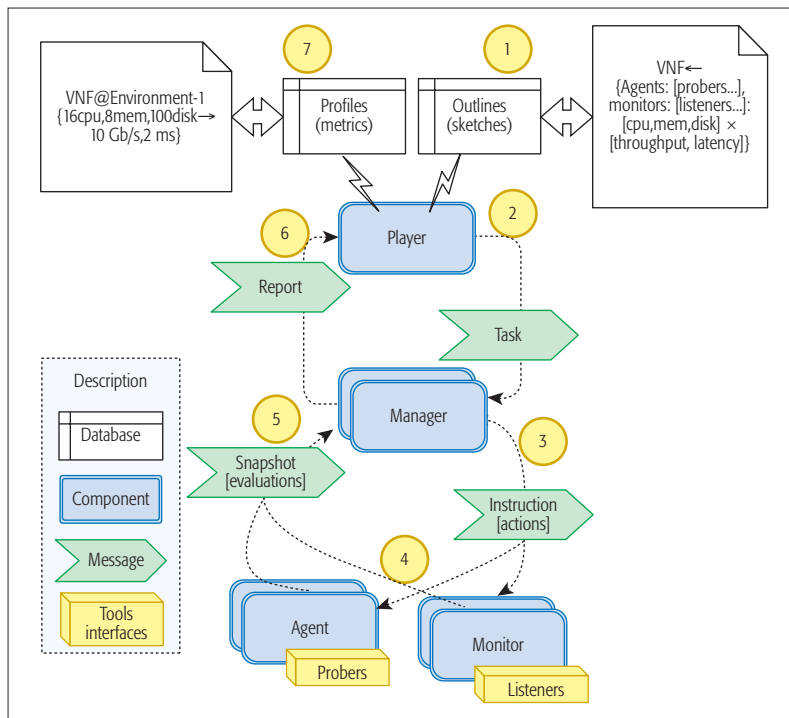 7
1
VNF@Environment-1
{16cpu,8mem,100disk→
10 Gb/s,2 ms}
Profiles
(metrics)
Outlines
(sketches)
VNF←
{Agents: [probers...],
monitors: [listeners...]:
[cpu,mem,disk] ×
[throughput, latency]}
6
Player
2
Report
Task
Description
Database
Component
Message
Tools
interfaces
5
Manager
3
Snapshot
[evaluations]
Instruction
[actions]
4
Agent
Probers
Monitor
Listeners